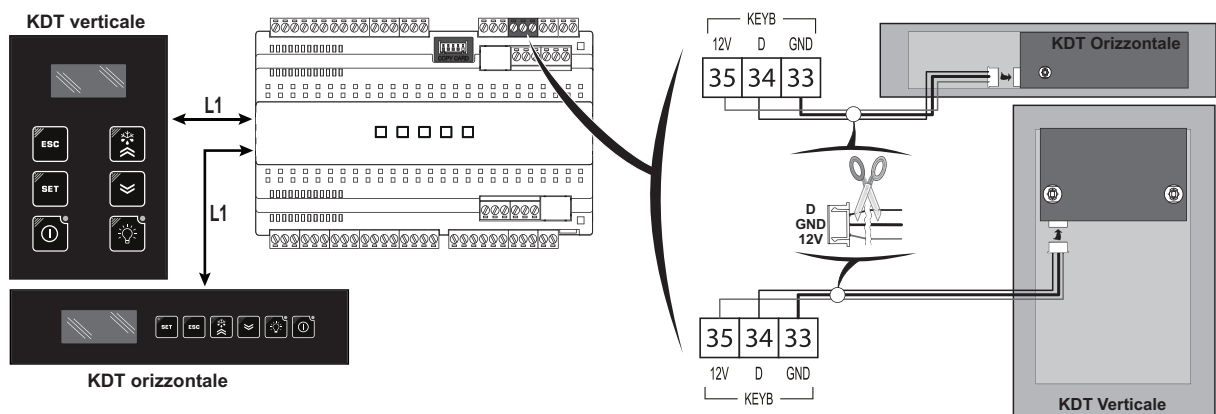 KDT verticale
ESC
SET
L1
L1
COPY CARD
SET
ESC
KDT orizzontale
KEYB
12V D GND
35 34 33
KDT Orizzontale
D
GND
12V
35 34 33
12V D GND
KEYB
KDT Verticale